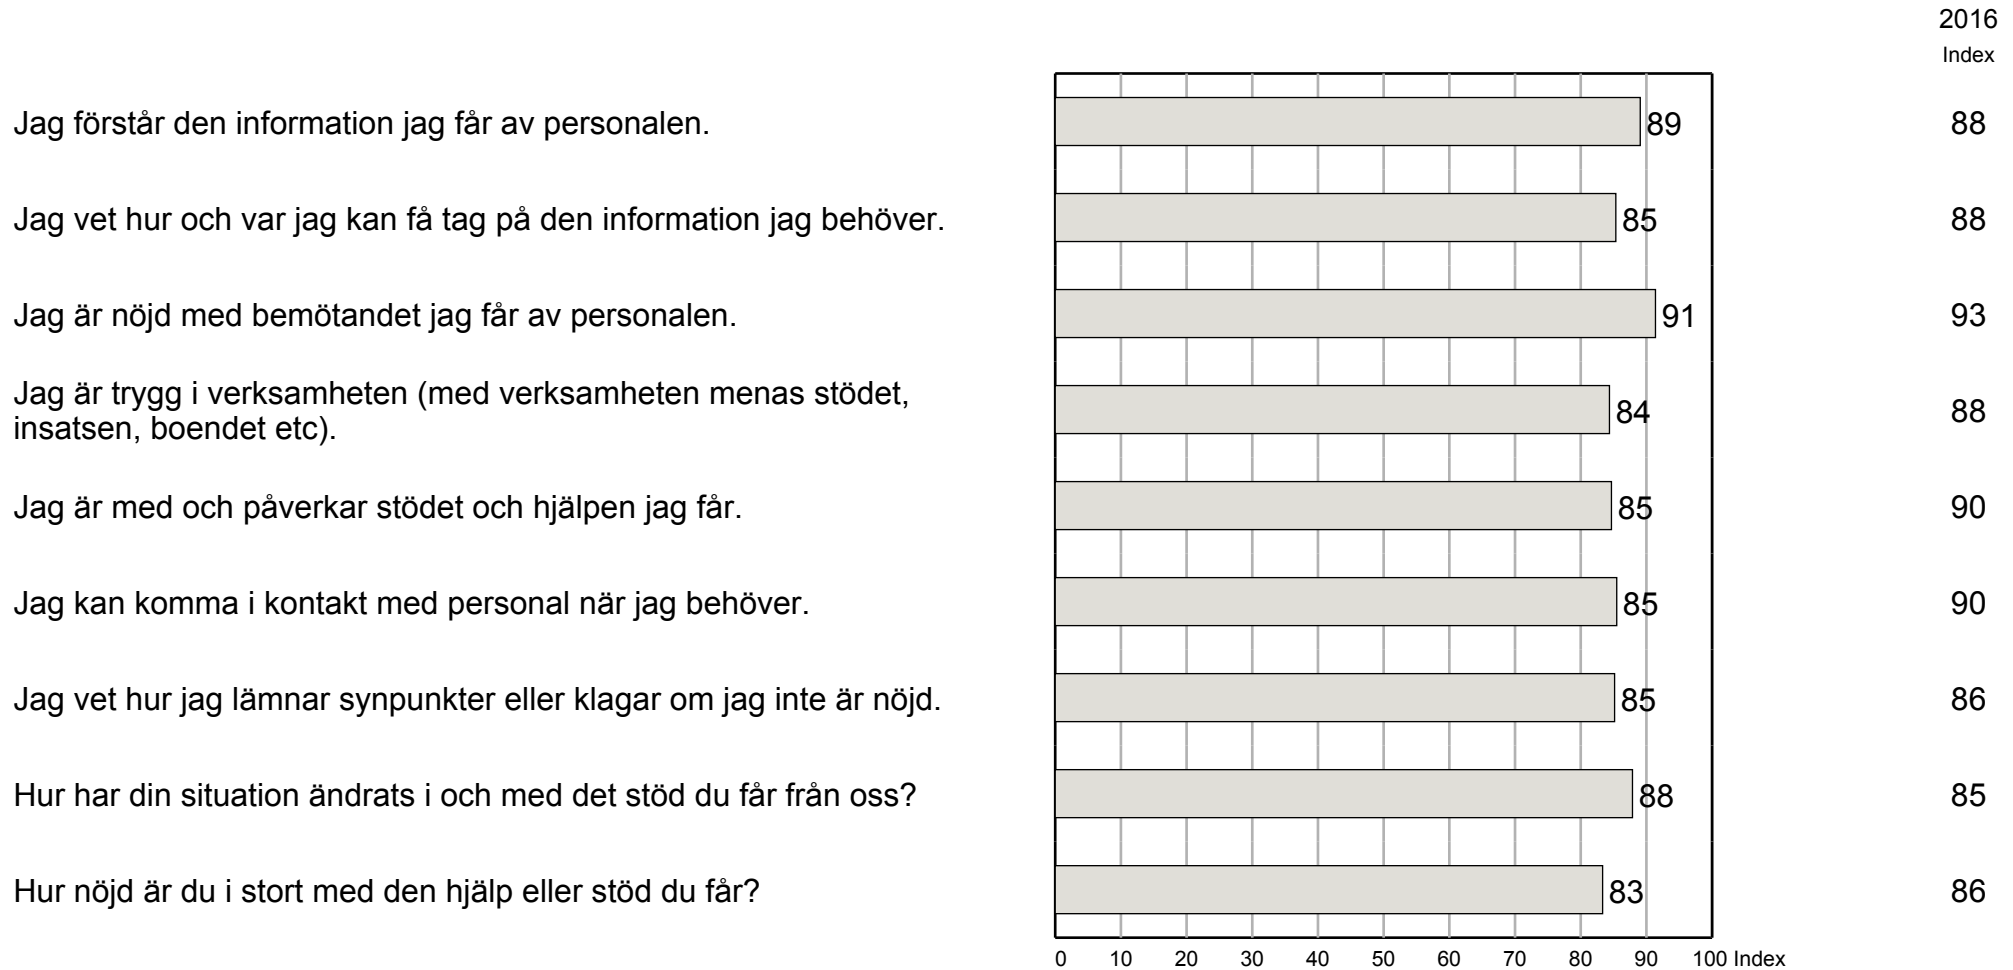 2016
Index
Jag förstår den information jag får av personalen. 89 88
Jag vet hur och var jag kan få tag på den information jag behöver. 85 88
Jag är nöjd med bemötandet jag får av personalen. 91 93
Jag är trygg i verksamheten (med verksamheten menas stödet,
insatsen, boendet etc). 84 88
Jag är med och påverkar stödet och hjälpen jag får. 85 90
Jag kan komma i kontakt med personal när jag behöver. 85 90
Jag vet hur jag lämnar synpunkter eller klagar om jag inte är nöjd. 85 86
Hur har din situation ändrats i och med det stöd du får från oss? 88 85
Hur nöjd är du i stort med den hjälp eller stöd du får? 83 86
0 10 20 30 40 50 60 70 80 90 100 Index